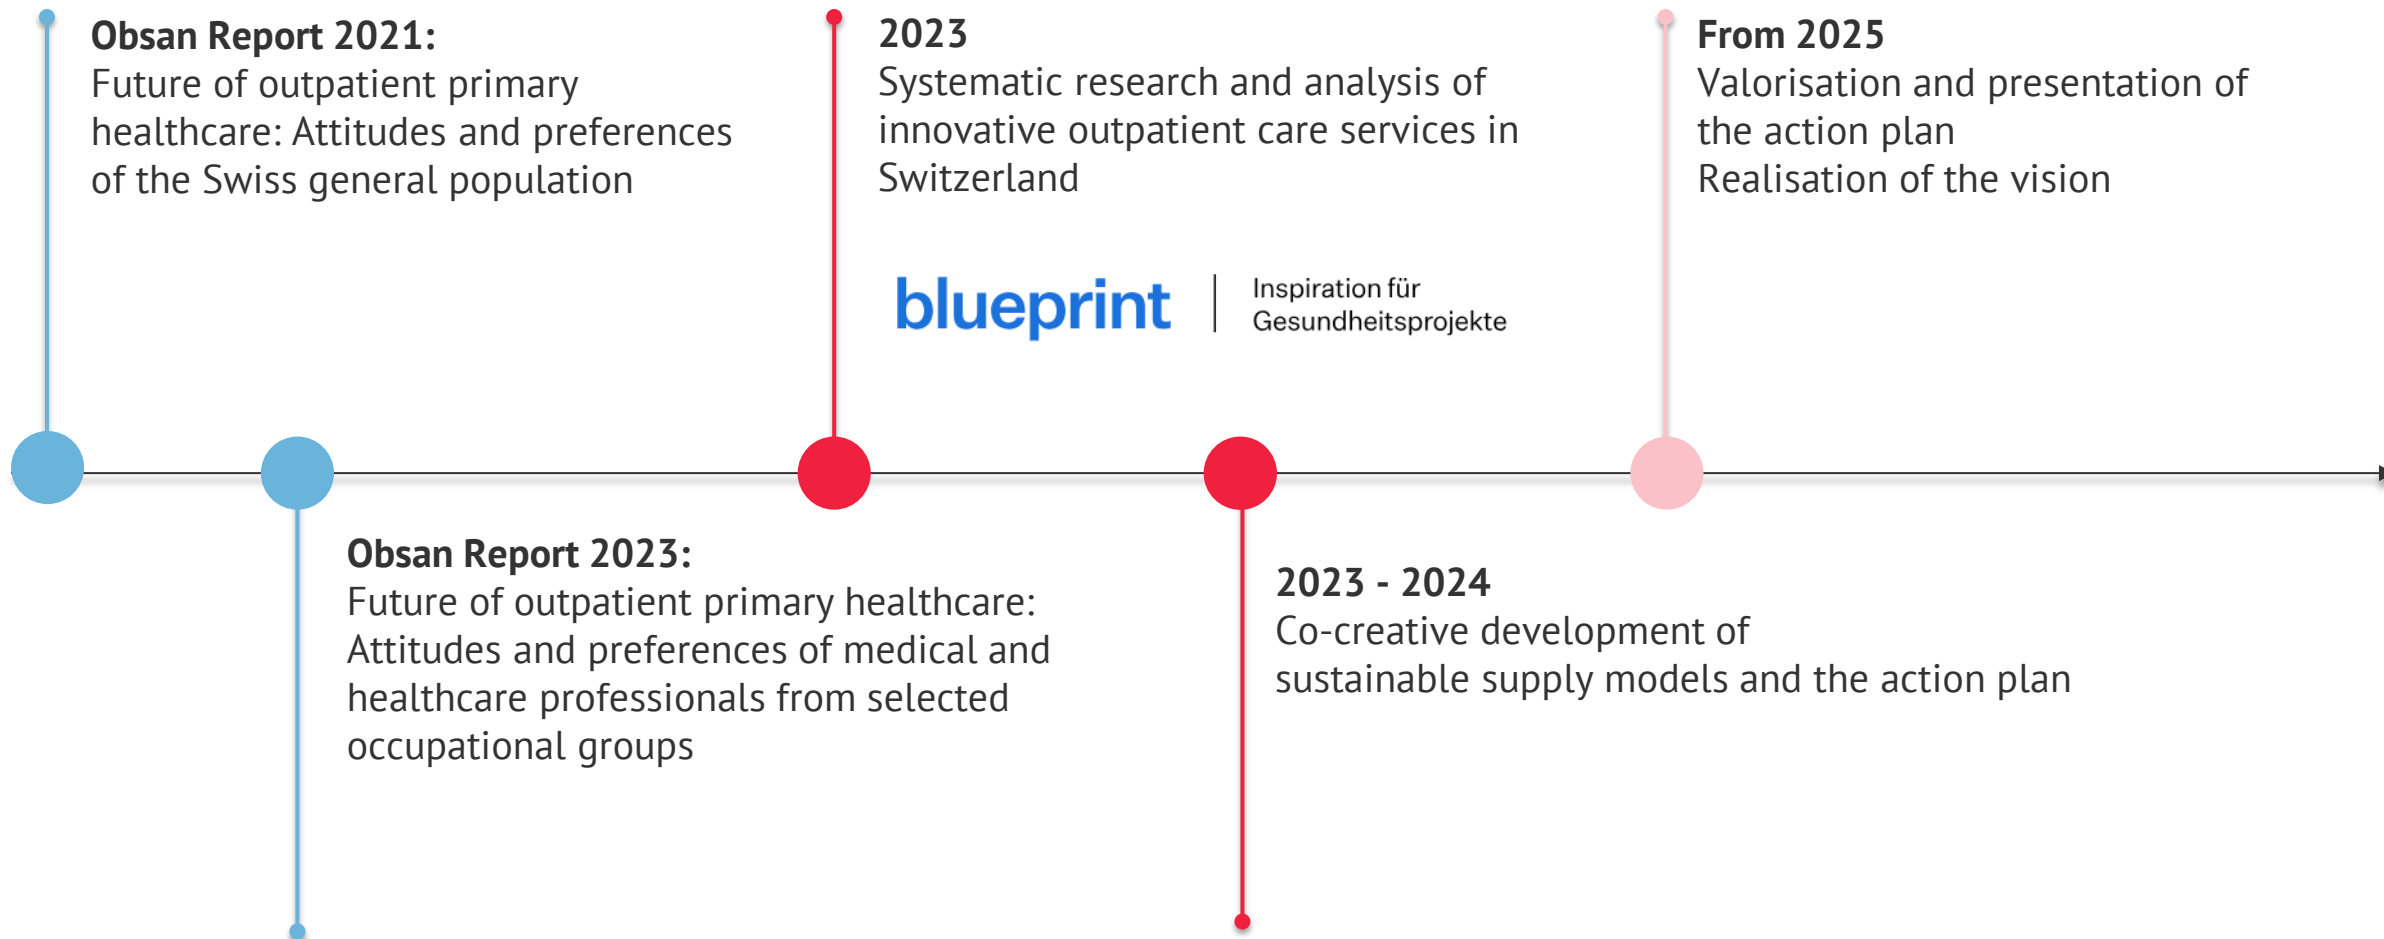 Obsan Report 2021:
Future of outpatient primary
healthcare: Attitudes and preferences
of the Swiss general population
Obsan Report 2023:
Future of outpatient primary healthcare:
Attitudes and preferences of medical and
healthcare professionals from selected
occupational groups
2023
Systematic research and analysis of
innovative outpatient care services in
Switzerland
blueprint
Inspiration für
Gesundheitsprojekte
2023 - 2024
Co-creative development of
sustainable supply models and the action plan
From 2025
Valorisation and presentation of
the action plan
Realisation of the vision